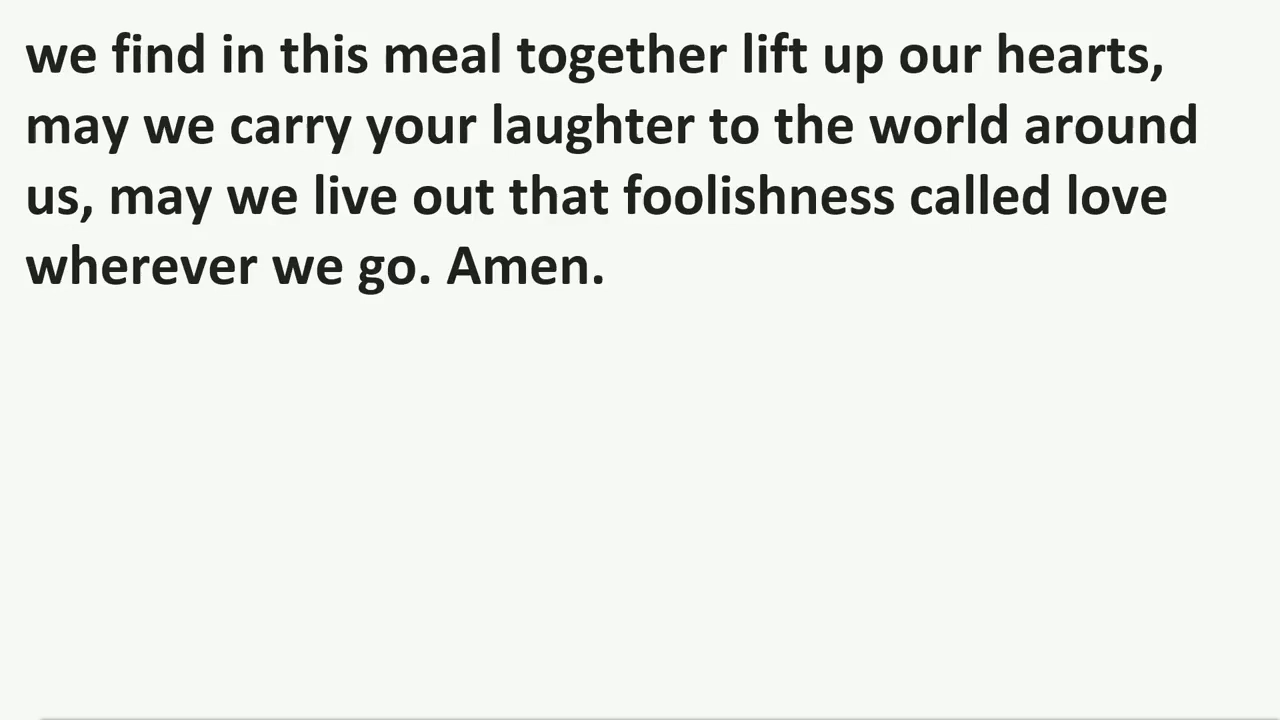 we find in this meal together lift up our hearts,
may we carry your laughter to the world around
us, may we live out that foolishness called love
wherever we go. Amen.